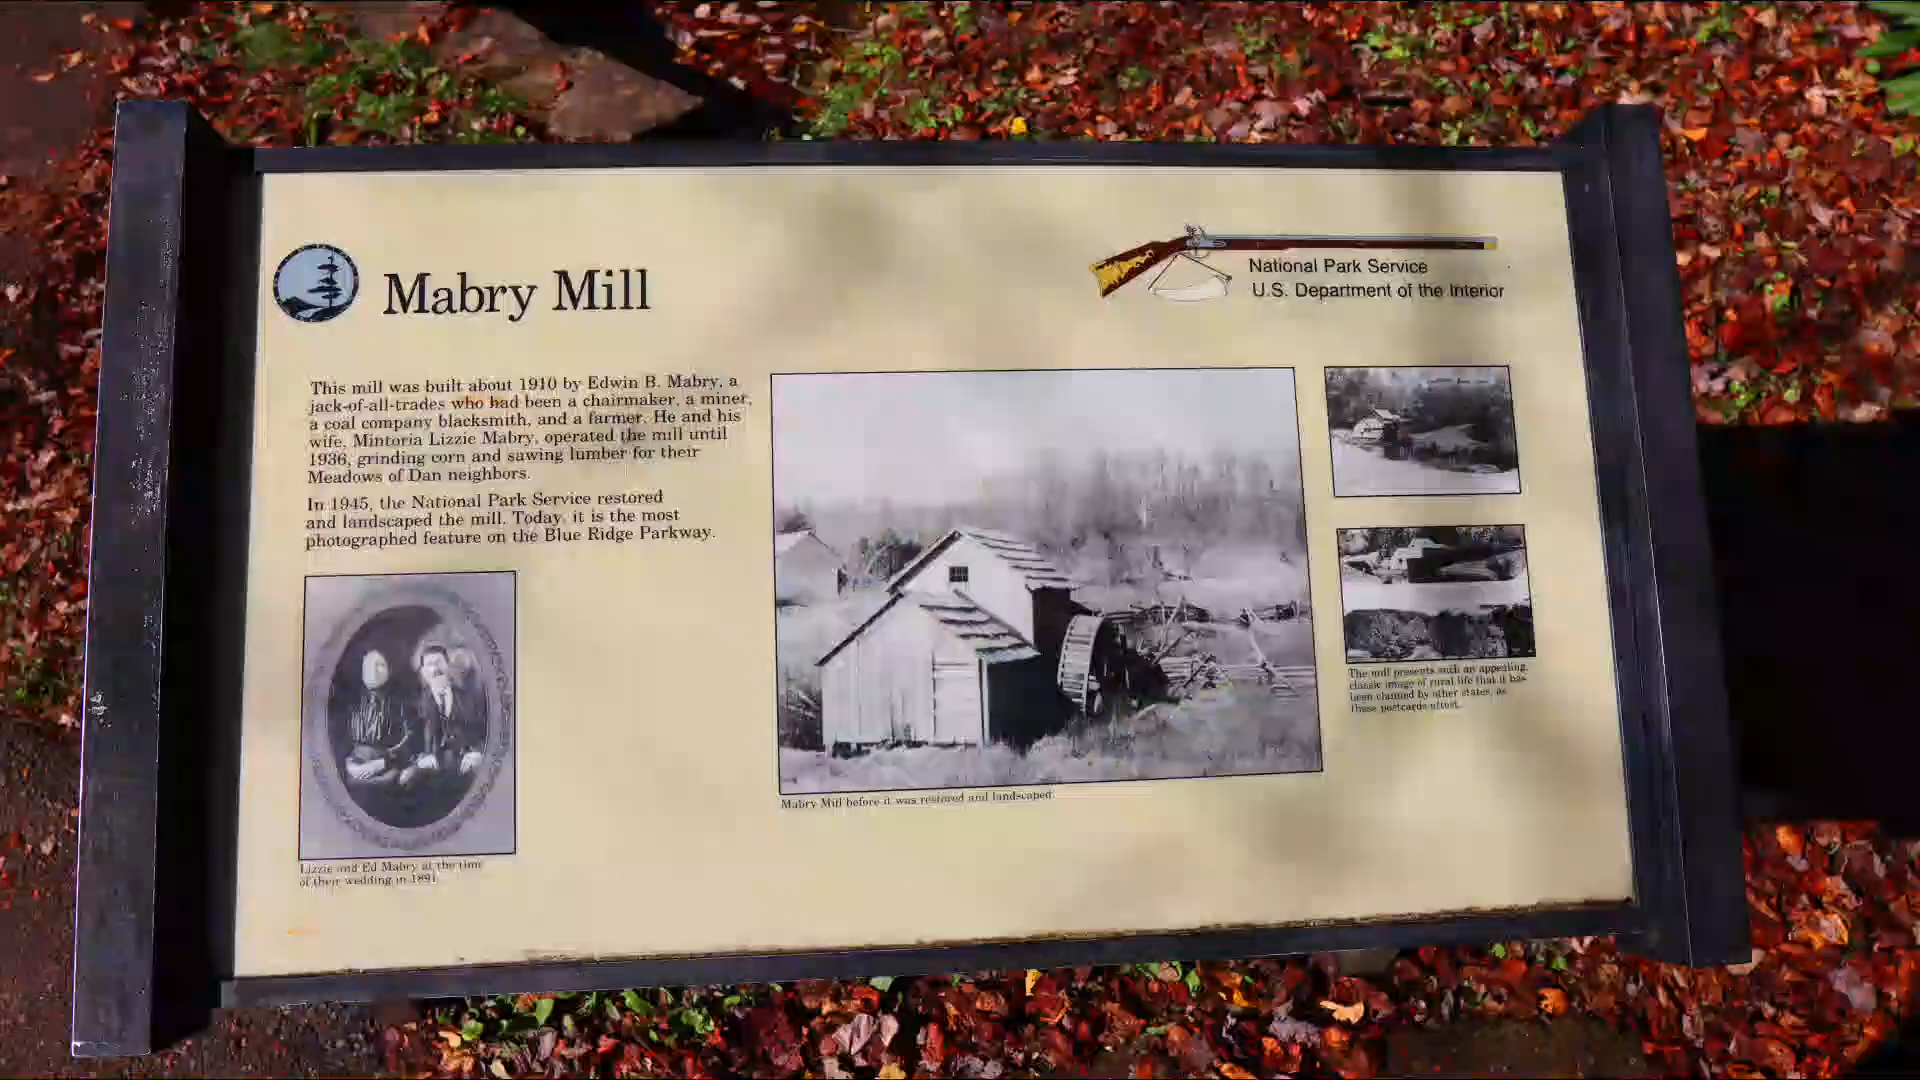 Mabry Mill
National Park Service
U.S. Department of the Interior
This mill was built about 1910 by Edwin B. Mabry, a
jack-of-all-trades who had been a chairmaker, a miner,
a coal company blacksmith, and a farmer. He and his
wife, Mintoria Lizzie Mabry, operated the mill until
1936, grinding corn and sawing lumber for their
Meadows of Dan neighbors.
In 1945, the National Park Service restored
and landscaped the mill. Today, it is the most
photographed feature on the Blue Ridge Parkway.
Lizzie and Ed Mabry at the time
of their wedding in 1891.
Mabry Mill before it was restored and landscaped.
The mill presents such an appealing,
classic image of rural life that it has
been claimed by other states, as
these postcards attest.